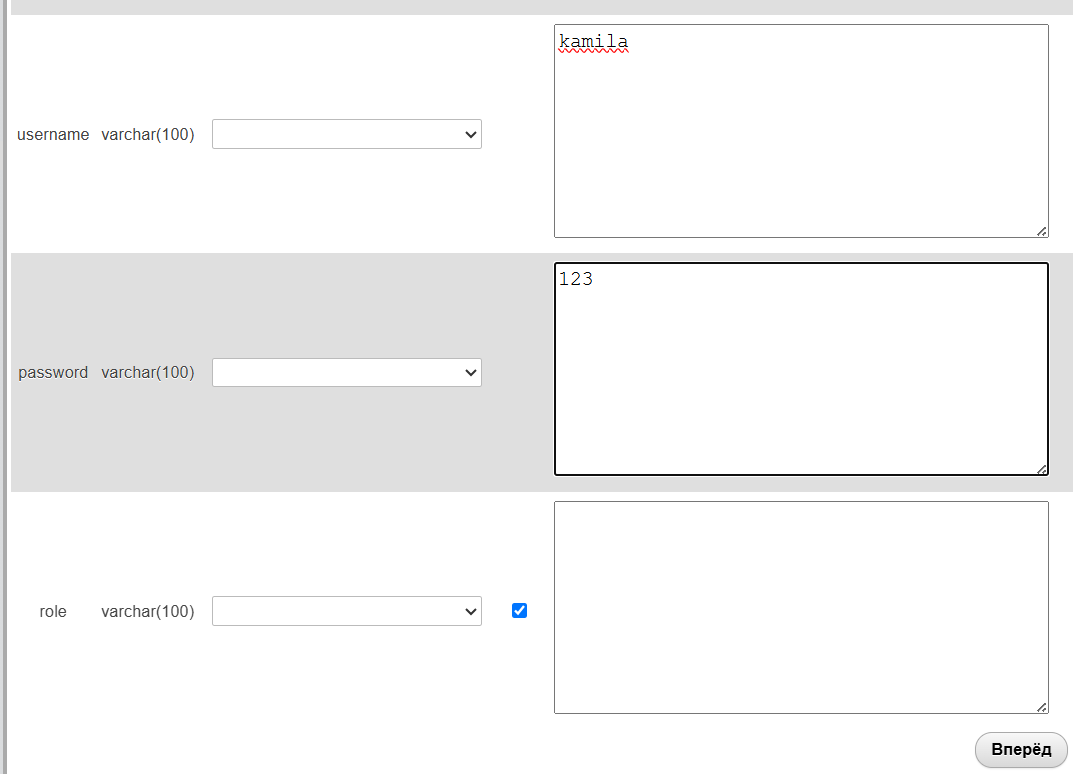 kamila
username varchar(100)
123
password varchar(100)
role varchar(100)
Вперёд